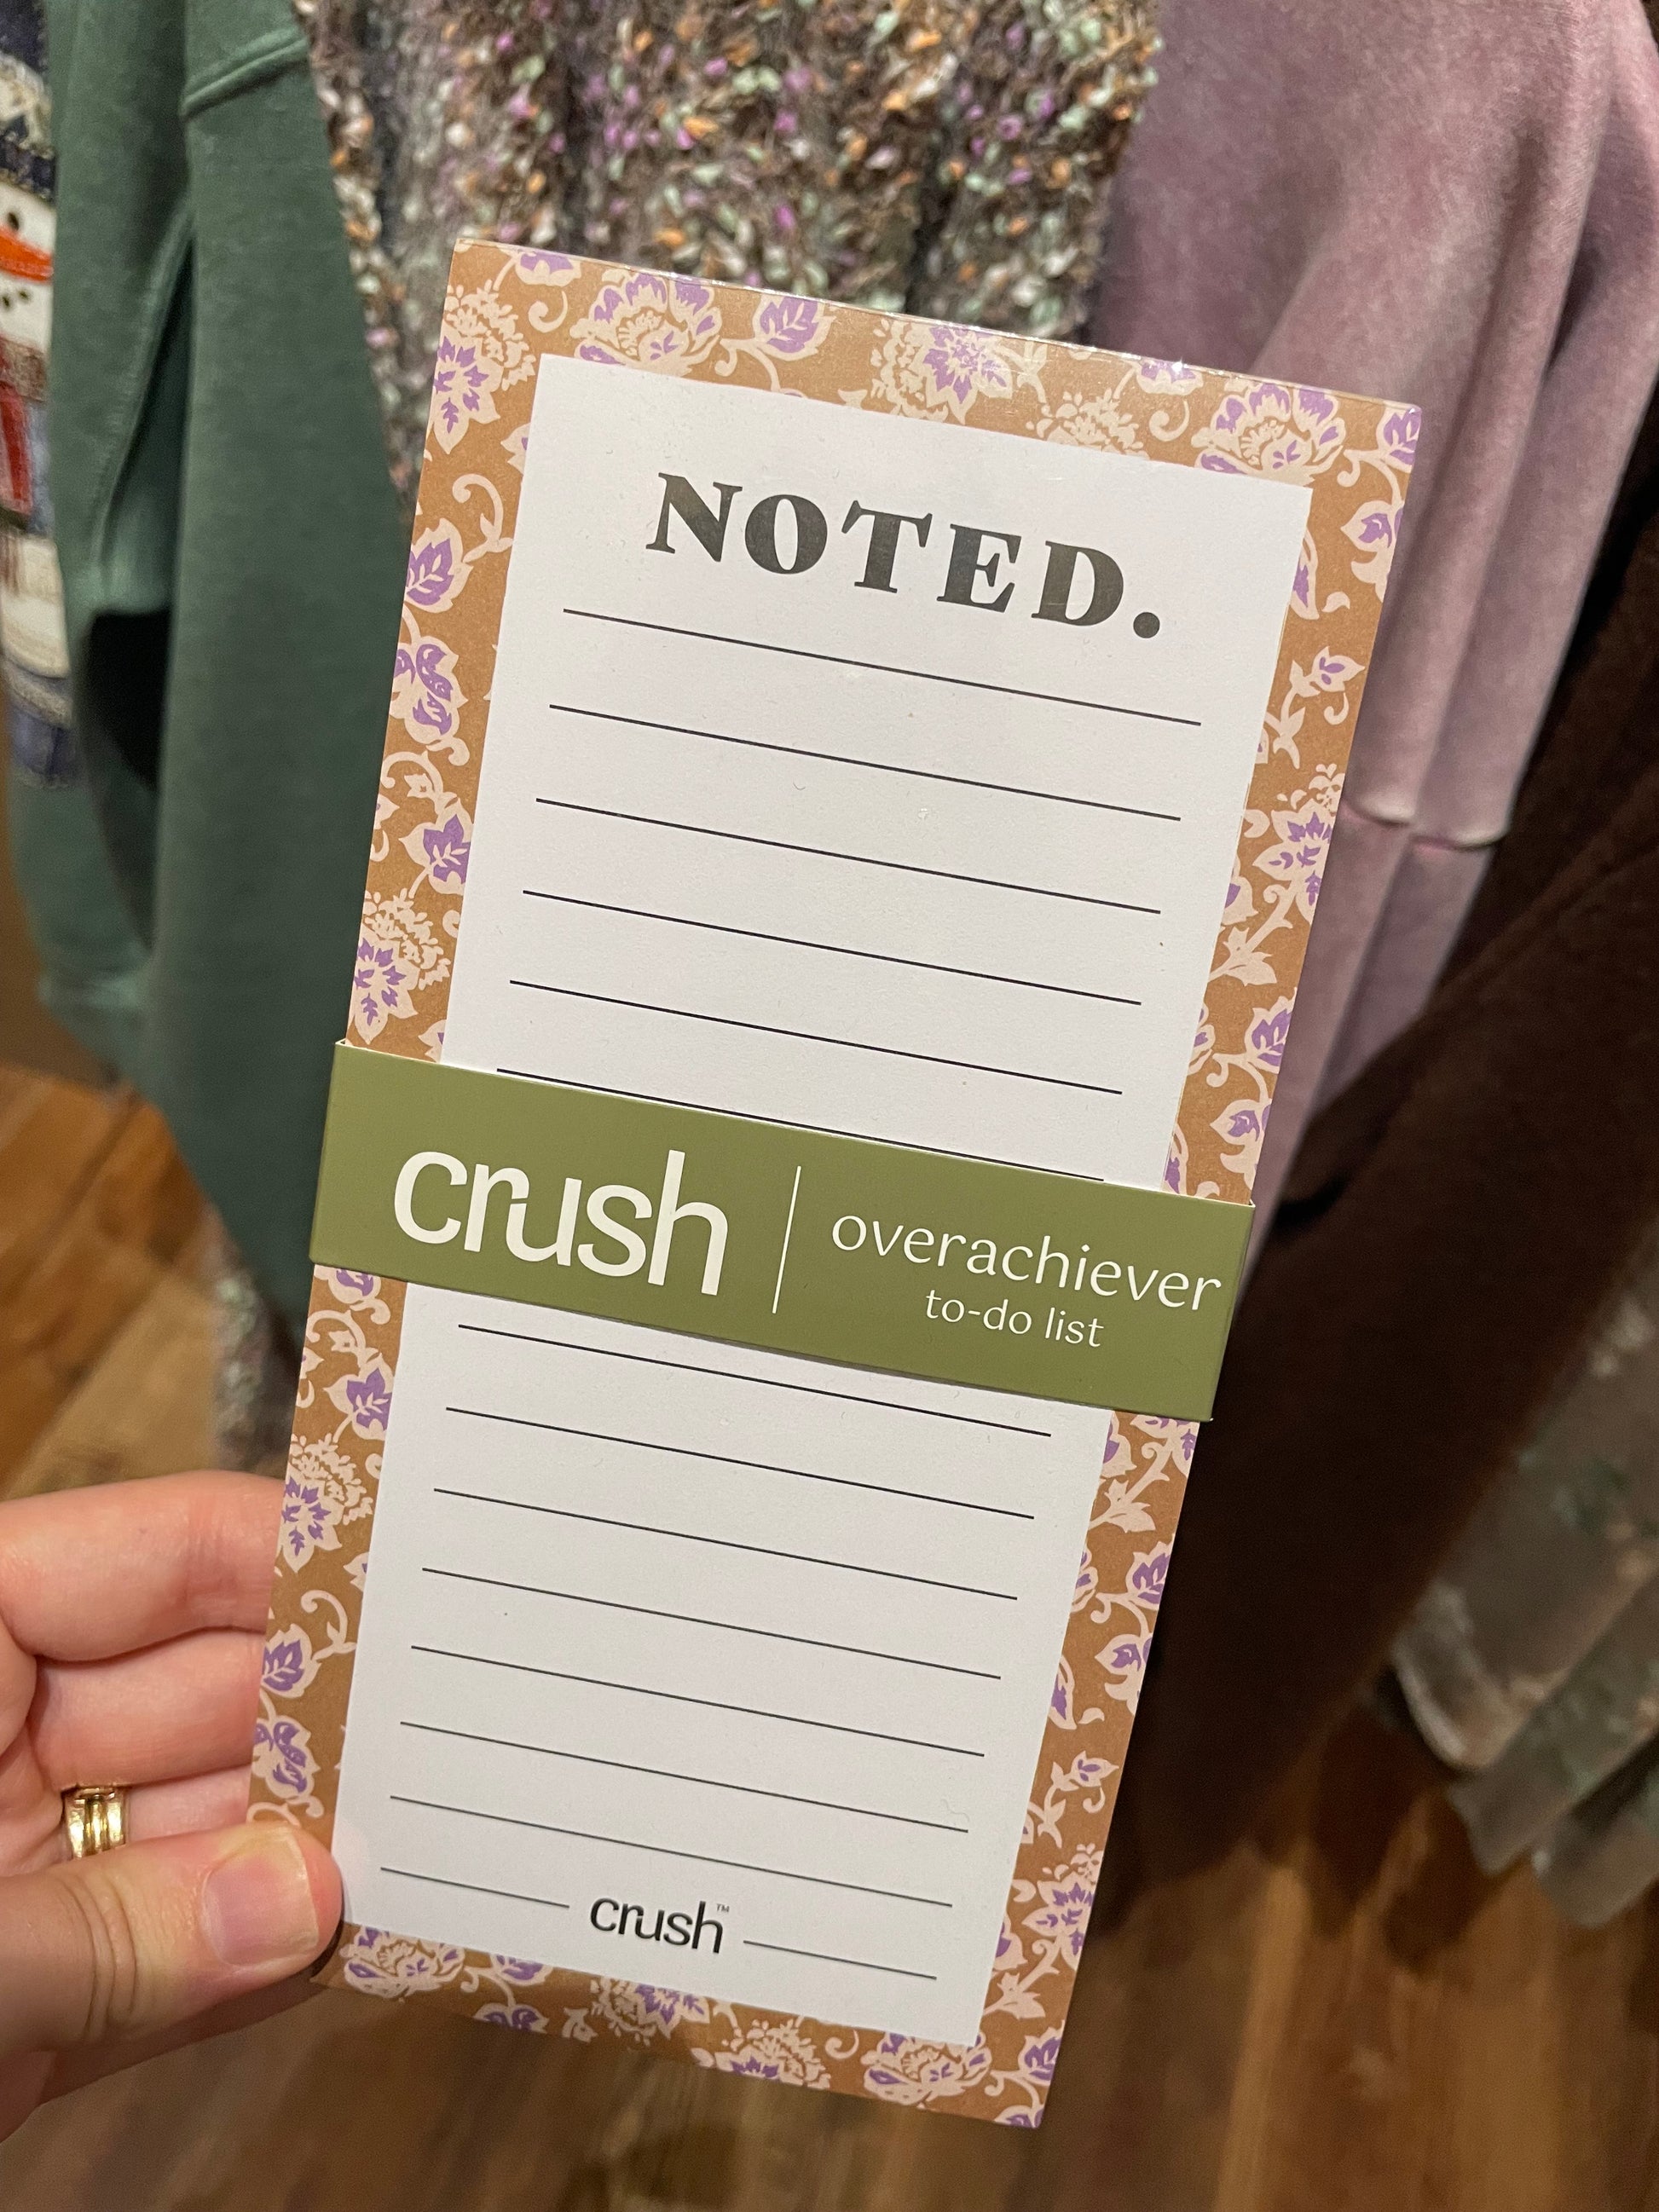 NOTED.
crush
overachiever
to-do list
crush™